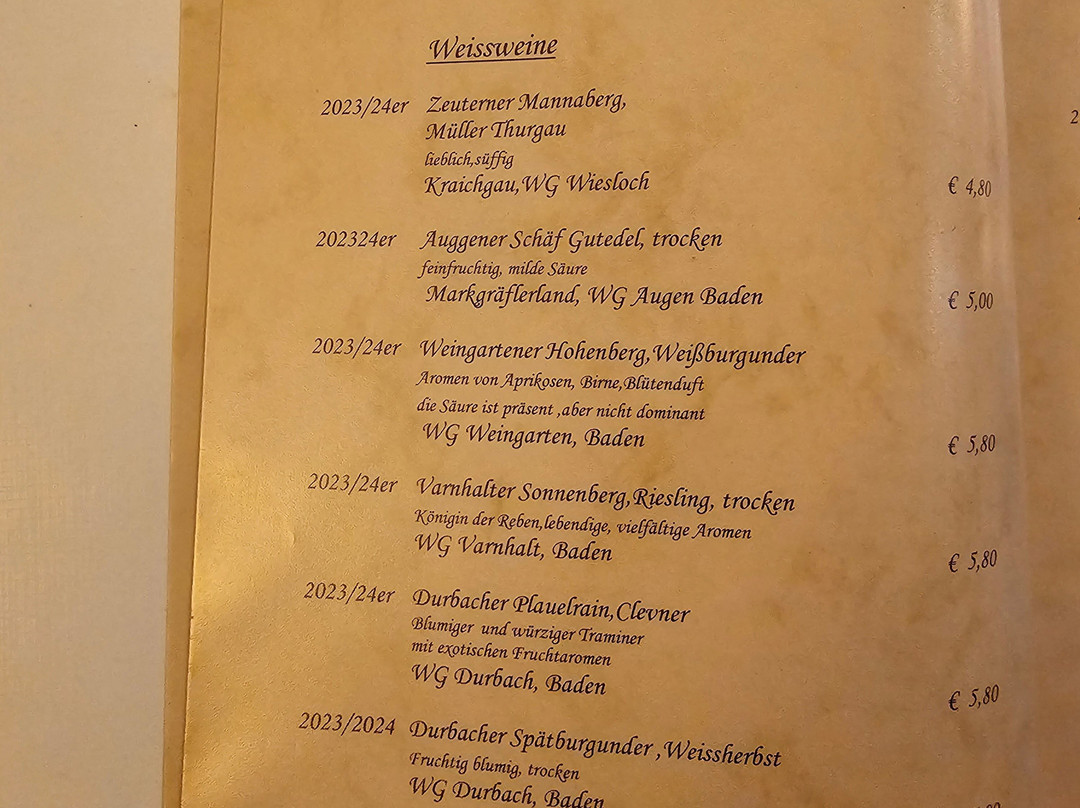 Weissweine
2023/24er Zeuterner Mannaberg,
Müller Thurgau
lieblich,süffig
Kraichgau,WG Wiesloch € 4,80
202324er Auggener Schäf Gutedel, trocken
feinfruchtig, milde Säure
Markgräflerland, WG Augen Baden € 5,00
2023/24er Weingartener Hohenberg,Weißburgunder
Aromen von Aprikosen, Birne,Blütenduft
die Säure ist präsent ,aber nicht dominant
WG Weingarten, Baden € 5,80
2023/24er Varnhalter Sonnenberg,Riesling, trocken
Königin der Reben,lebendige, vielfältige Aromen
WG Varnhalt, Baden € 5,80
2023/24er Durbacher Plauelrain,Clevner
Blumiger und würziger Traminer
mit exotischen Fruchtaromen
WG Durbach, Baden € 5,80
2023/2024 Durbacher Spätburgunder ,Weissherbst
Fruchtig blumig, trocken
WG Durbach, Baden